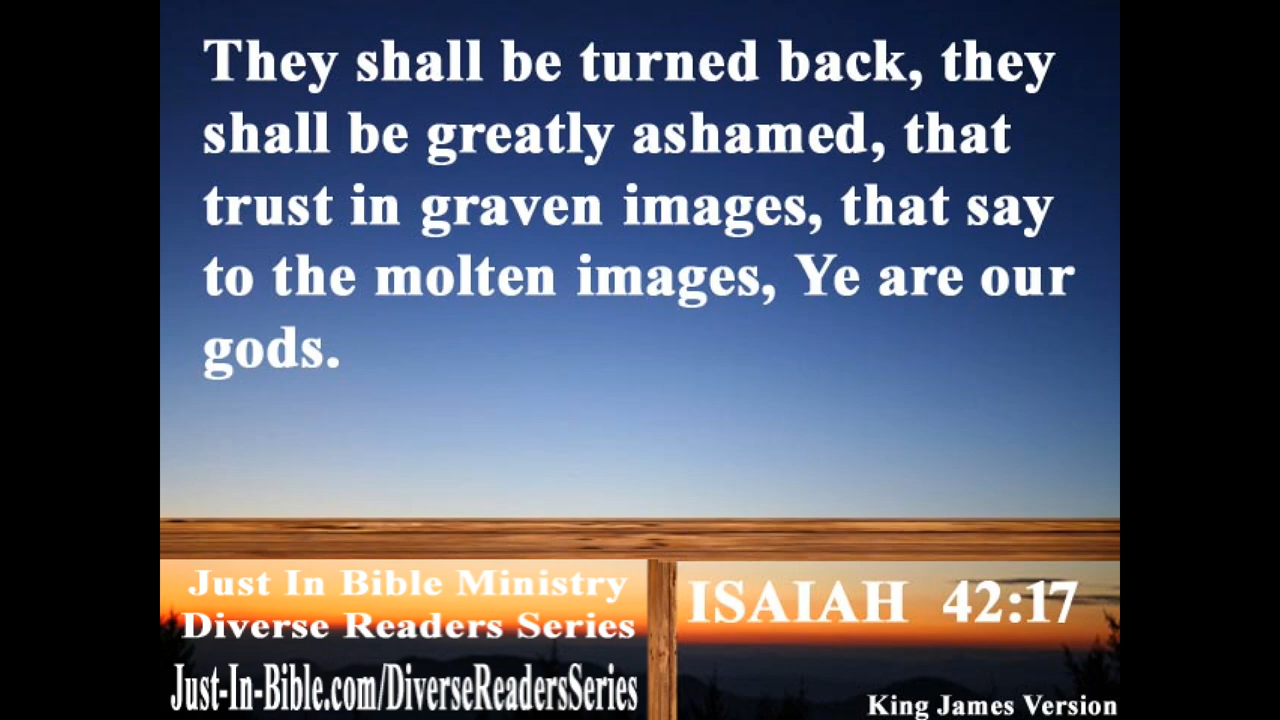 They shall be turned back, they
shall be greatly ashamed, that
trust in graven images, that say
to the molten images, Ye are our
gods.
Just In Bible Ministry
Diverse Readers Series
Just-In-Bible.com/DiverseReadersSeries
ISAIAH 42:17
King James Version